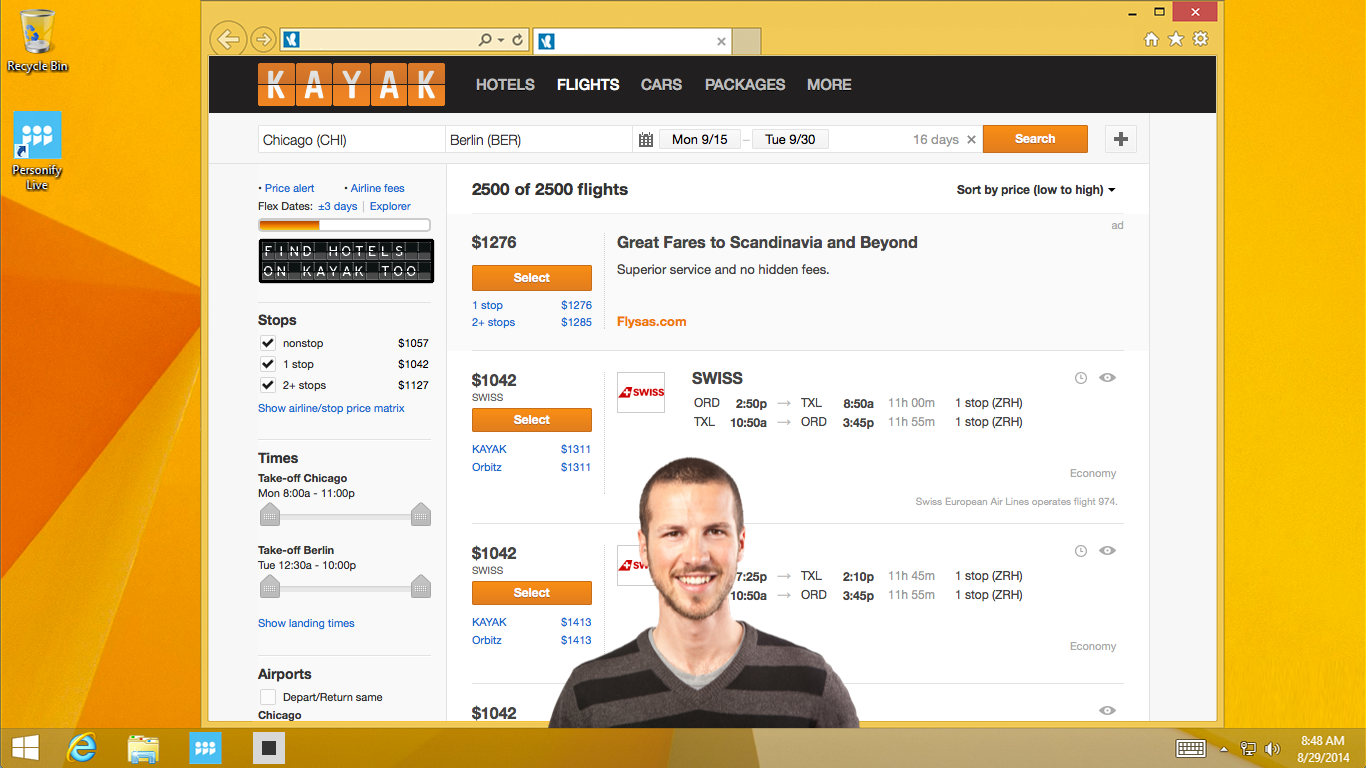 Recycle Bin
Personify
Live
KAYAK
HOTELS FLIGHTS CARS PACKAGES MORE
Chicago (CHI) Berlin (BER) Mon 9/15 – Tue 9/30 16 days Search
• Price alert • Airline fees
Flex Dates: ±3 days | Explorer
FIND HOTELS
ON KAYAK TOO
Stops
nonstop $1057
1 stop $1042
2+ stops $1127
Show airline/stop price matrix
Times
Take-off Chicago
Mon 8:00a - 11:00p
Take-off Berlin
Tue 12:30a - 10:00p
Show landing times
Airports
Depart/Return same
Chicago
2500 of 2500 flights Sort by price (low to high)
ad
$1276 Great Fares to Scandinavia and Beyond
Select Superior service and no hidden fees.
1 stop $1276
2+ stops $1285 Flysas.com
$1042 SWISS
SWISS SWISS
ORD 2:50p → TXL 8:50a 11h 00m 1 stop (ZRH)
Select TXL 10:50a → ORD 3:45p 11h 55m 1 stop (ZRH)
KAYAK $1311
Orbitz $1311
Economy
Swiss European Air Lines operates flight 974.
$1042
SWISS
7:25p → TXL 2:10p 11h 45m 1 stop (ZRH)
Select 10:50a → ORD 3:45p 11h 55m 1 stop (ZRH)
KAYAK $1413
Orbitz $1413
Economy
$1042
8:48 AM
8/29/2014